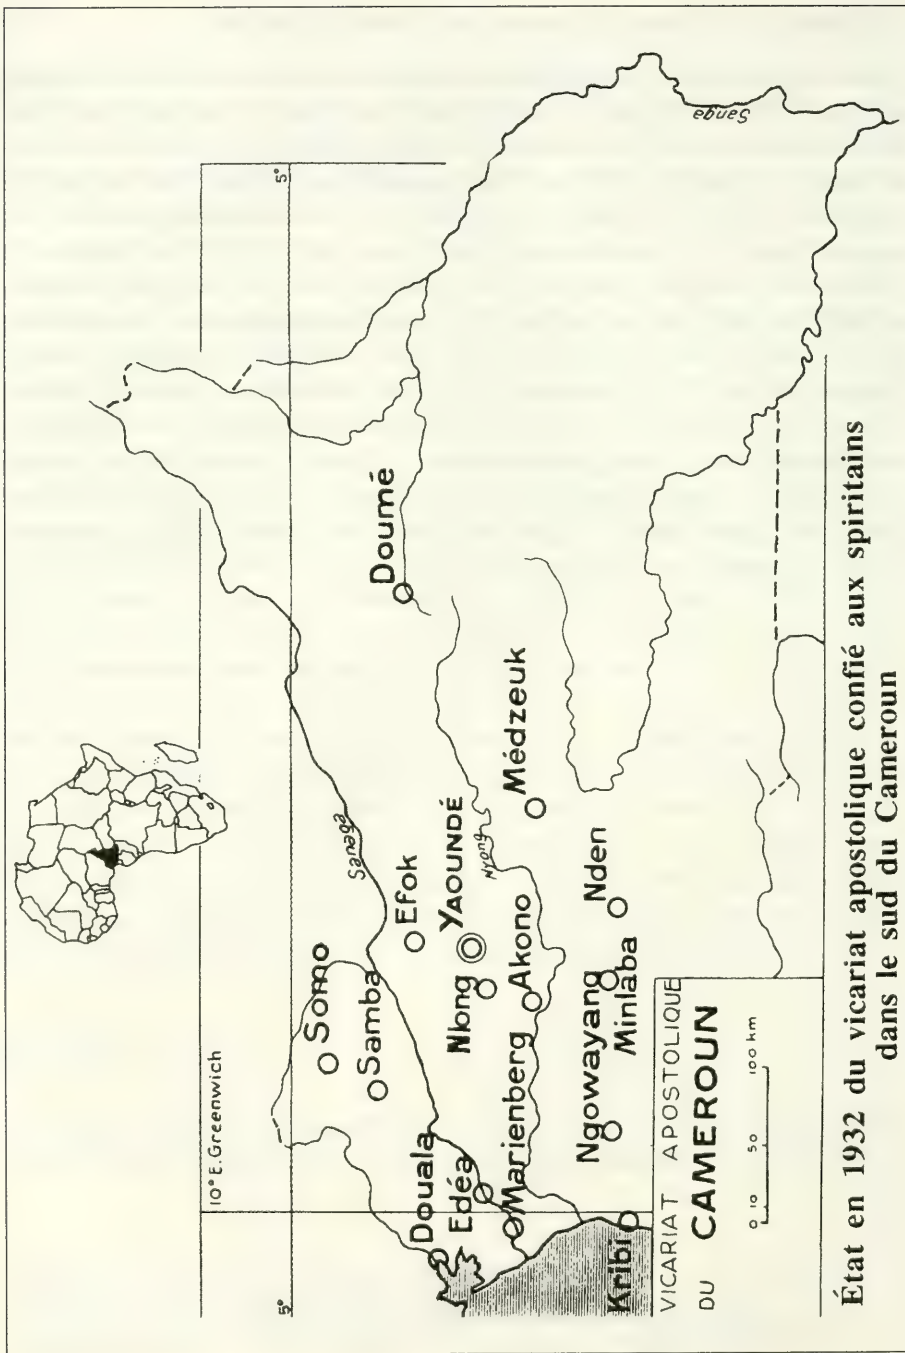 10° E. Greenwich
5°
5°
Sanga
Somo
Samba
Sanaga
Efok
Doumé
Douala
Edéa
Nlong
YAOUNDÉ
Nyong
Marienberg
Akono
Médzeuk
Ngowayang
Minlaba
Nden
Kribi
VICARIAT APOSTOLIQUE
DU CAMEROUN
0 10 50 100 km
État en 1932 du vicariat apostolique confié aux spiritains
dans le sud du Cameroun